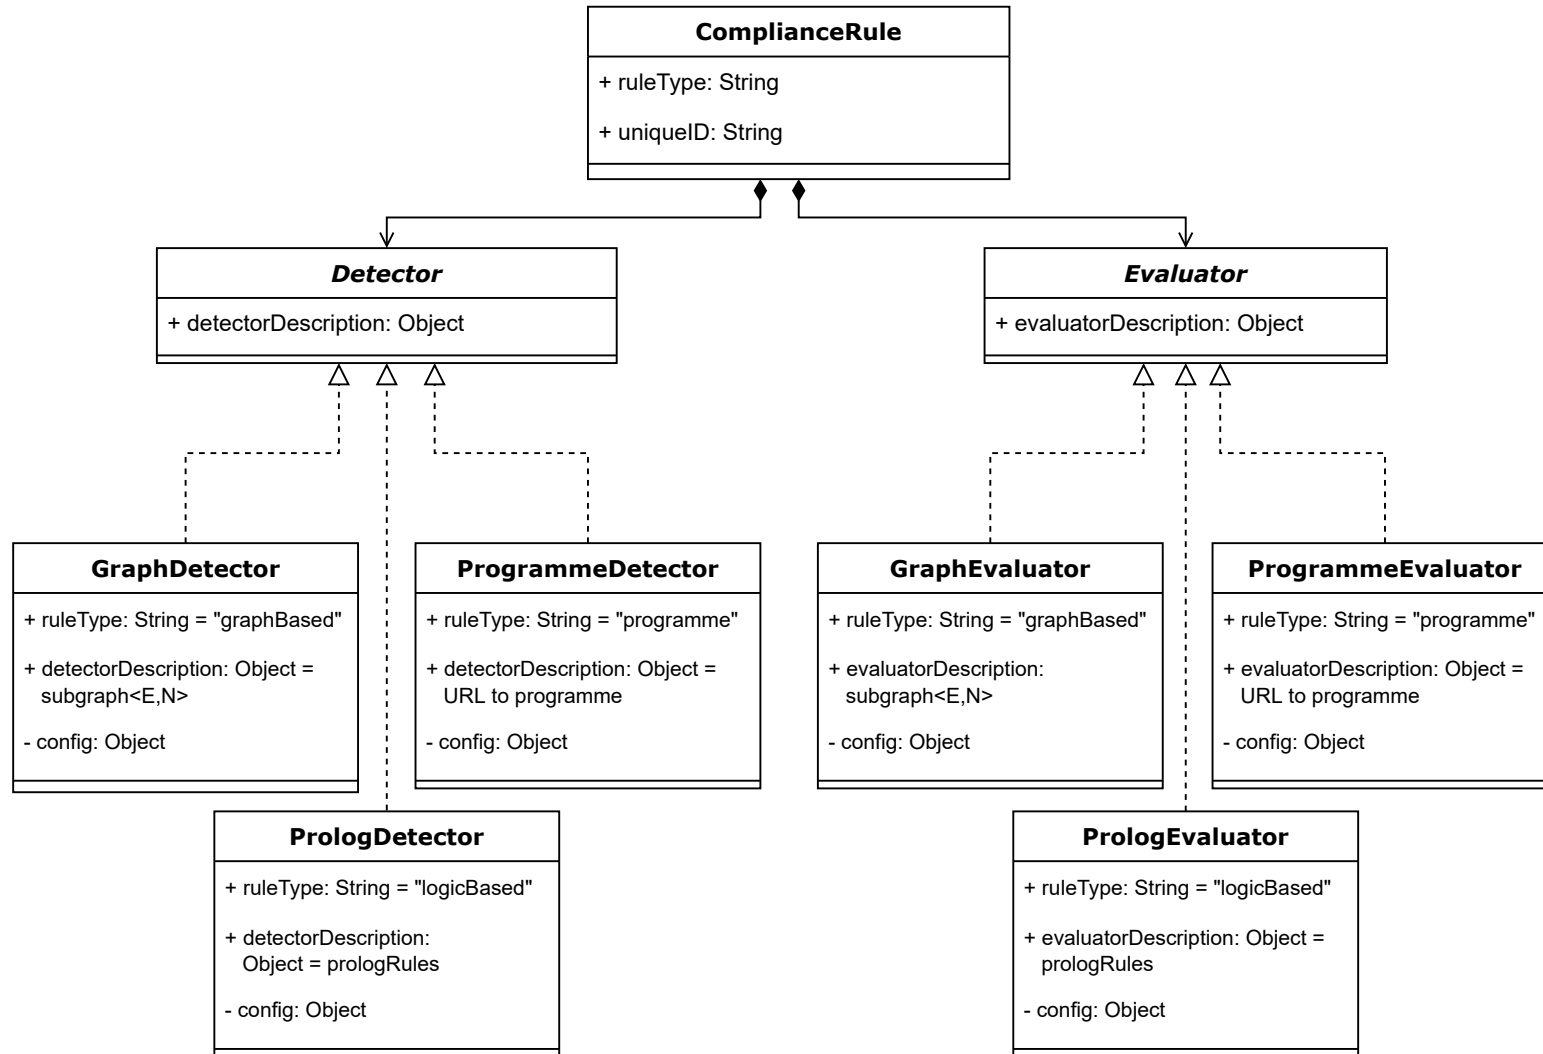 ComplianceRule
+ ruleType: String
+ uniqueID: String
Detector
+ detectorDescription: Object
Evaluator
+ evaluatorDescription: Object
GraphDetector
+ ruleType: String = "graphBased"
+ detectorDescription: Object =
subgraph<E,N>
- config: Object
ProgrammeDetector
+ ruleType: String = "programme"
+ detectorDescription: Object =
URL to programme
- config: Object
GraphEvaluator
+ ruleType: String = "graphBased"
+ evaluatorDescription:
subgraph<E,N>
- config: Object
ProgrammeEvaluator
+ ruleType: String = "programme"
+ evaluatorDescription: Object =
URL to programme
- config: Object
PrologDetector
+ ruleType: String = "logicBased"
+ detectorDescription:
Object = prologRules
- config: Object
PrologEvaluator
+ ruleType: String = "logicBased"
+ evaluatorDescription: Object =
prologRules
- config: Object